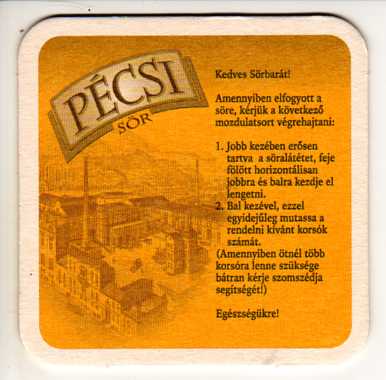 PÉCSI
SÖR
Kedves Sörbarát!
Amennyiben elfogyott a
söre, kérjük a következő
mozdulatsort végrehajtani:
1. Jobb kezében erősen
tartva a söralátétet, feje
fölött horizontálisan
jobbra és balra kezdje el
lengetni.
2. Bal kezével, ezzel
egyidejűleg mutassa a
rendelni kívánt korsók
számát.
(Amennyiben ötnél több
korsóra lenne szüksége
bátran kérje szomszédja
segítségét!)
Egészségükre!